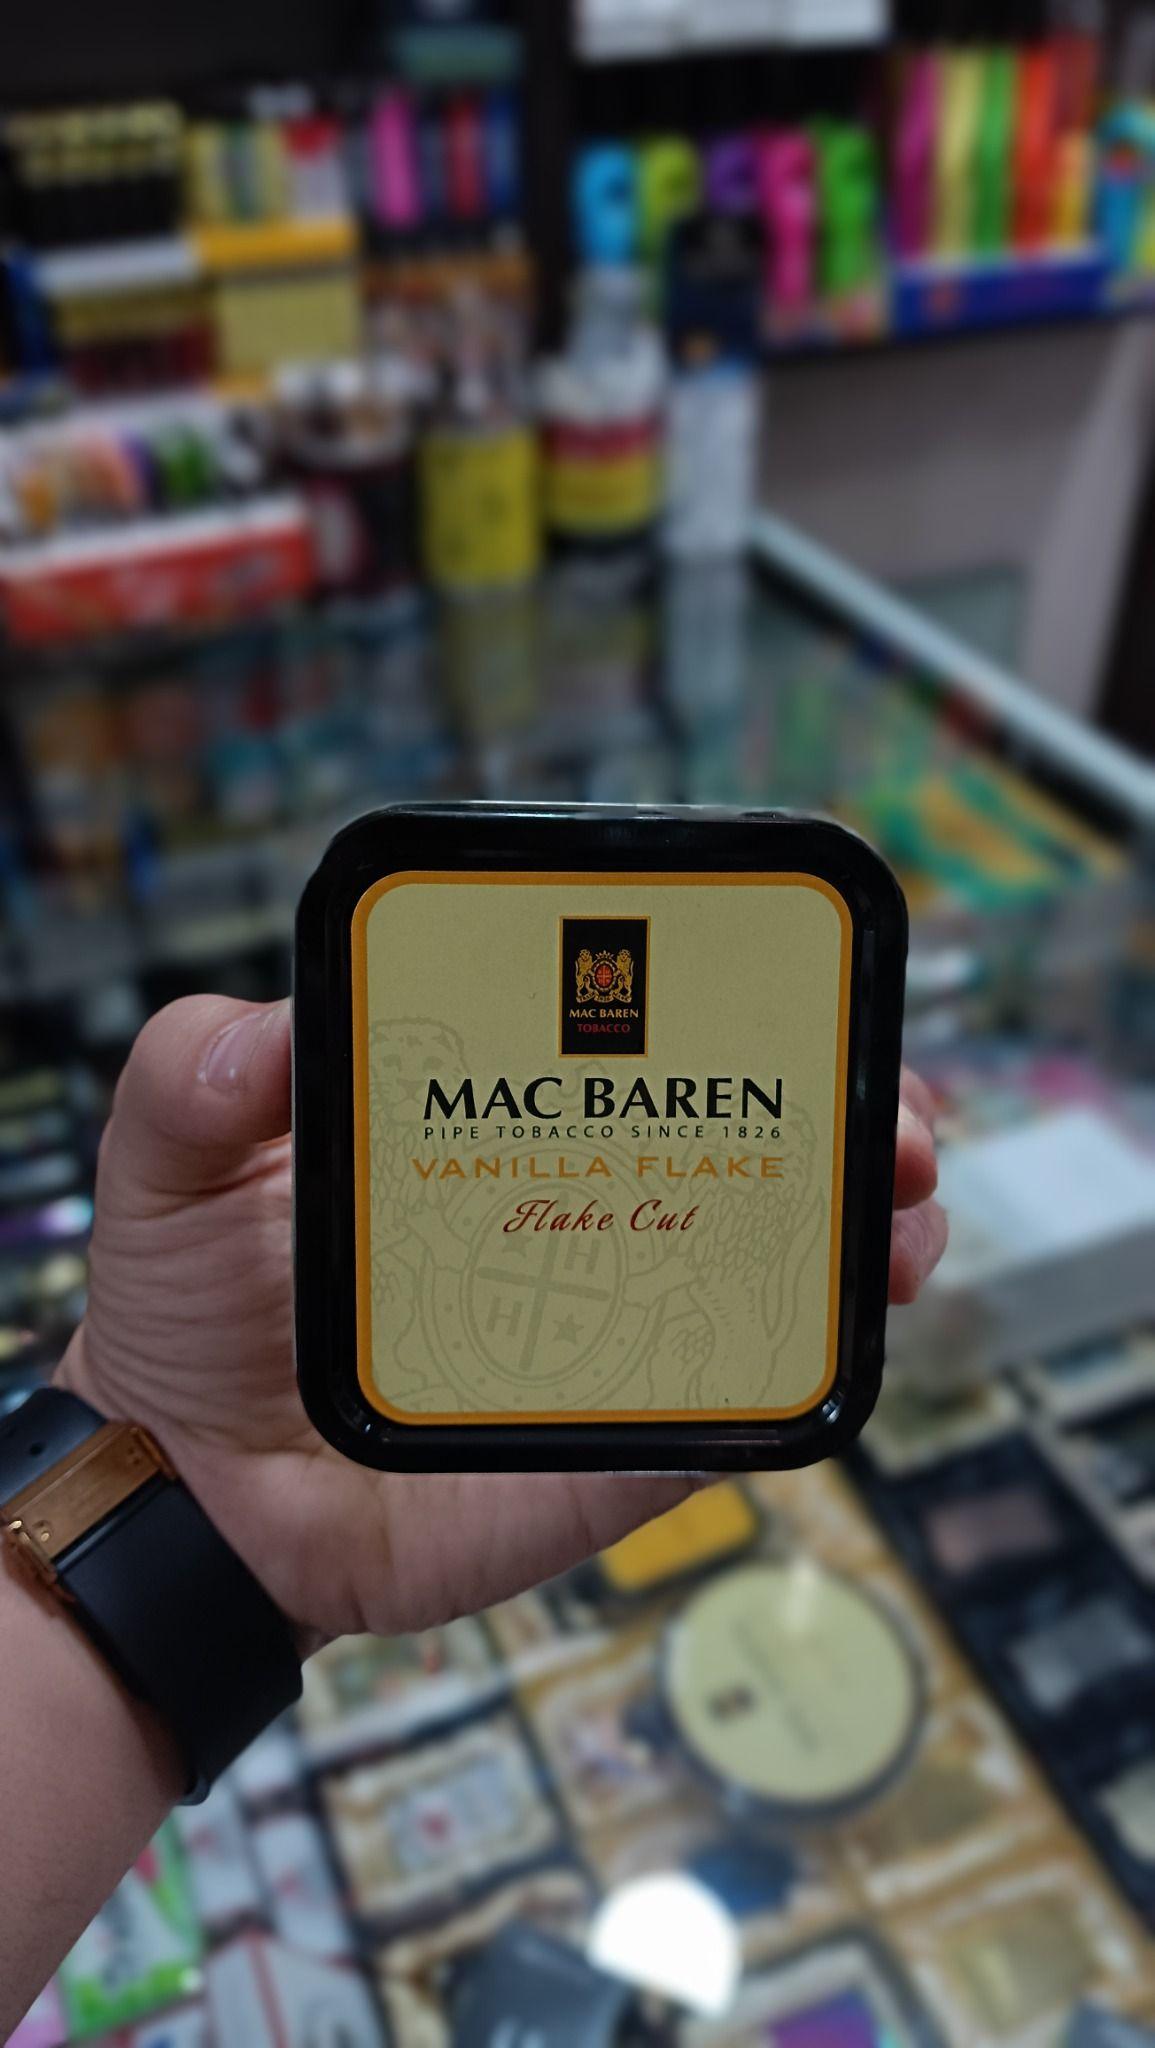 MAC BAREN
TOBACCO
MAC BAREN
PIPE TOBACCO SINCE 1826
VANILLA FLAKE
Flake Cut
H
H